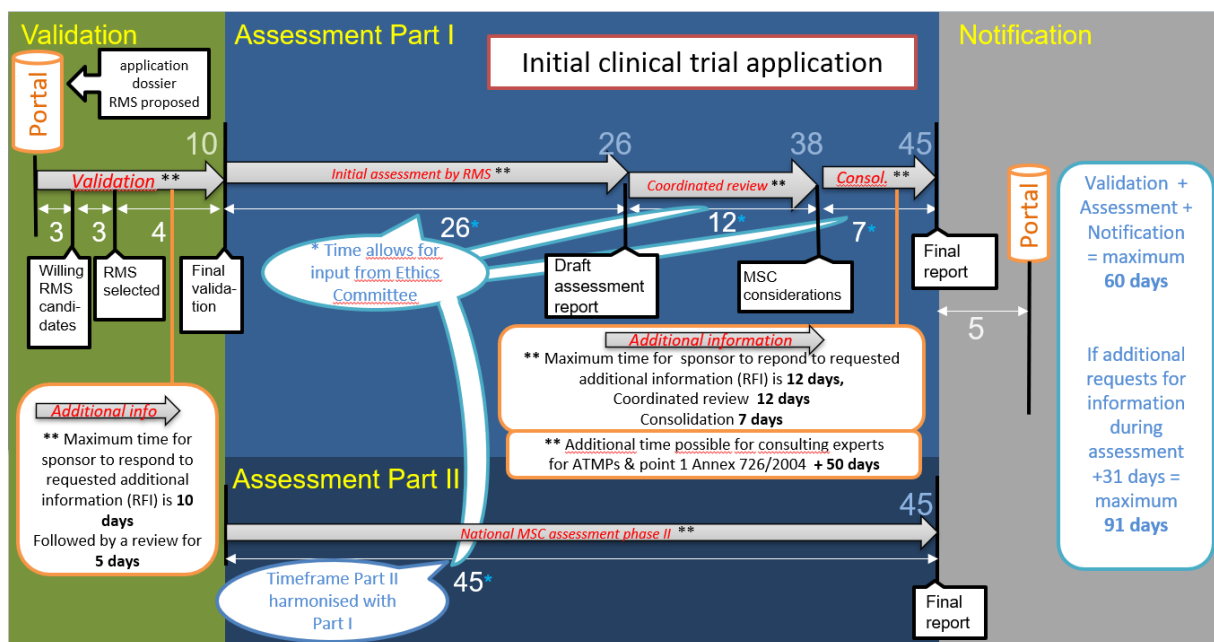 Validation
Assessment Part I
Notification
Initial clinical trial application
Portal
application
dossier
RMS proposed
10
26
38
45
Validation **
Initial assessment by RMS **
Coordinated review **
Consol. **
3
3
4
26*
12*
7*
Willing
RMS
candi-
dates
RMS
selected
Final
valida-
tion
* Time allows for
input from Ethics
Committee
Draft
assessment
report
MSC
considerations
Final
report
Portal
5
Validation +
Assessment +
Notification
= maximum
60 days
If additional
requests for
information
during
assessment
+31 days =
maximum
91 days
Additional information
** Maximum time for sponsor to repond to requested
additional information (RFI) is 12 days,
Coordinated review 12 days
Consolidation 7 days
** Additional time possible for consulting experts
for ATMPs & point 1 Annex 726/2004 + 50 days
Additional info
** Maximum time for
sponsor to respond to
requested additional
information (RFI) is 10
days
Followed by a review for
5 days
Assessment Part II
45
National MSC assessment phase II **
45*
Timeframe Part II
harmonised with
Part I
Final
report